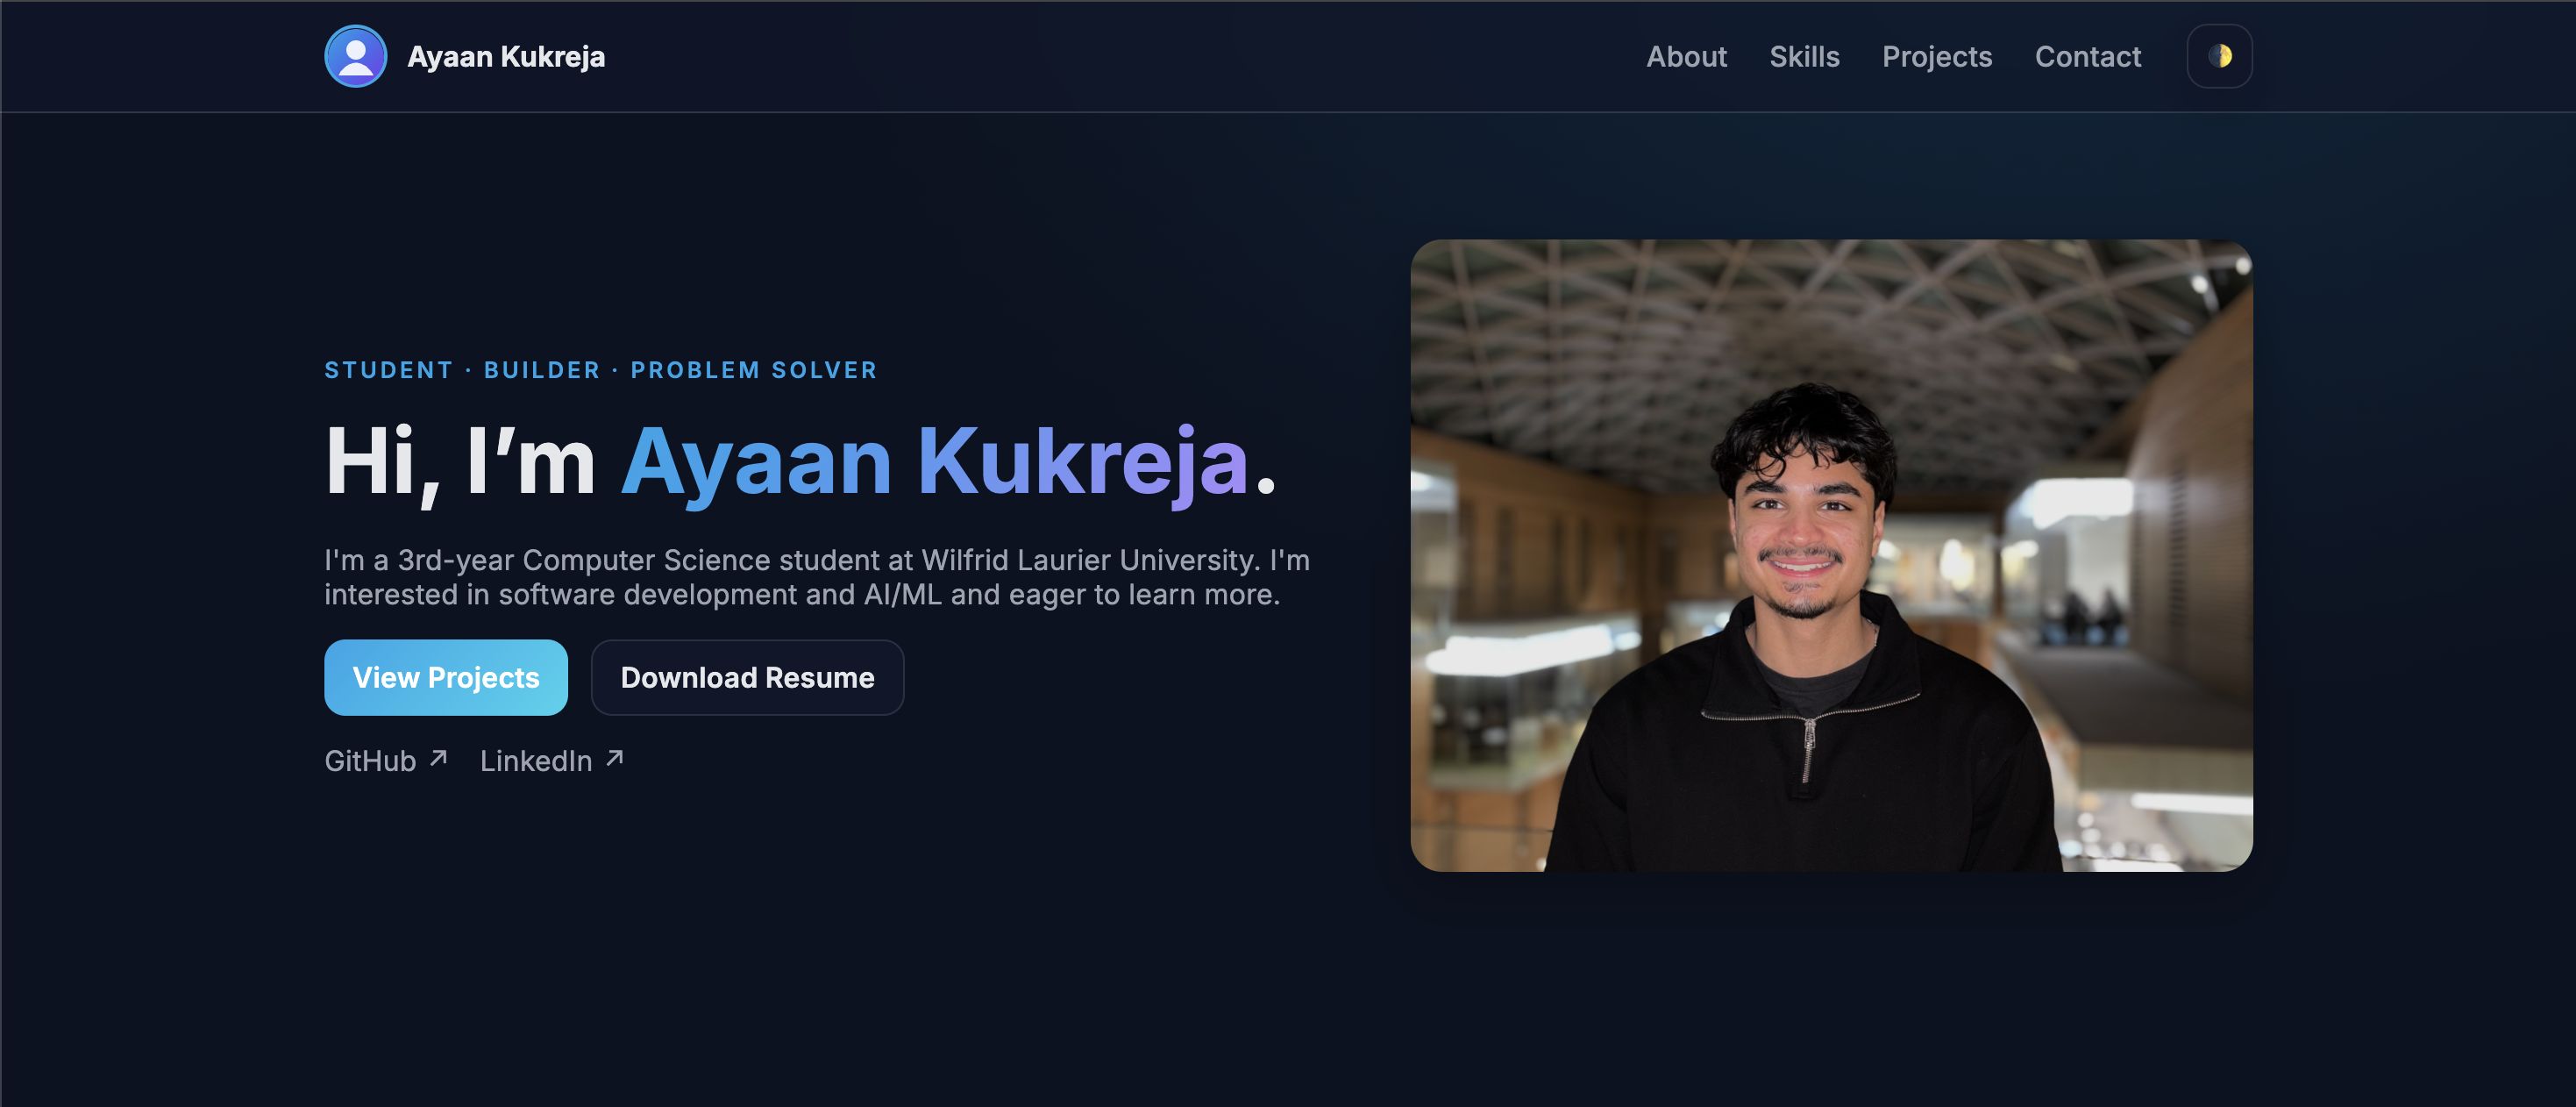 Ayaan Kukreja
About Skills Projects Contact
STUDENT · BUILDER · PROBLEM SOLVER
Hi, I’m Ayaan Kukreja.
I'm a 3rd-year Computer Science student at Wilfrid Laurier University. I'm
interested in software development and AI/ML and eager to learn more.
View Projects Download Resume
GitHub ↗ LinkedIn ↗